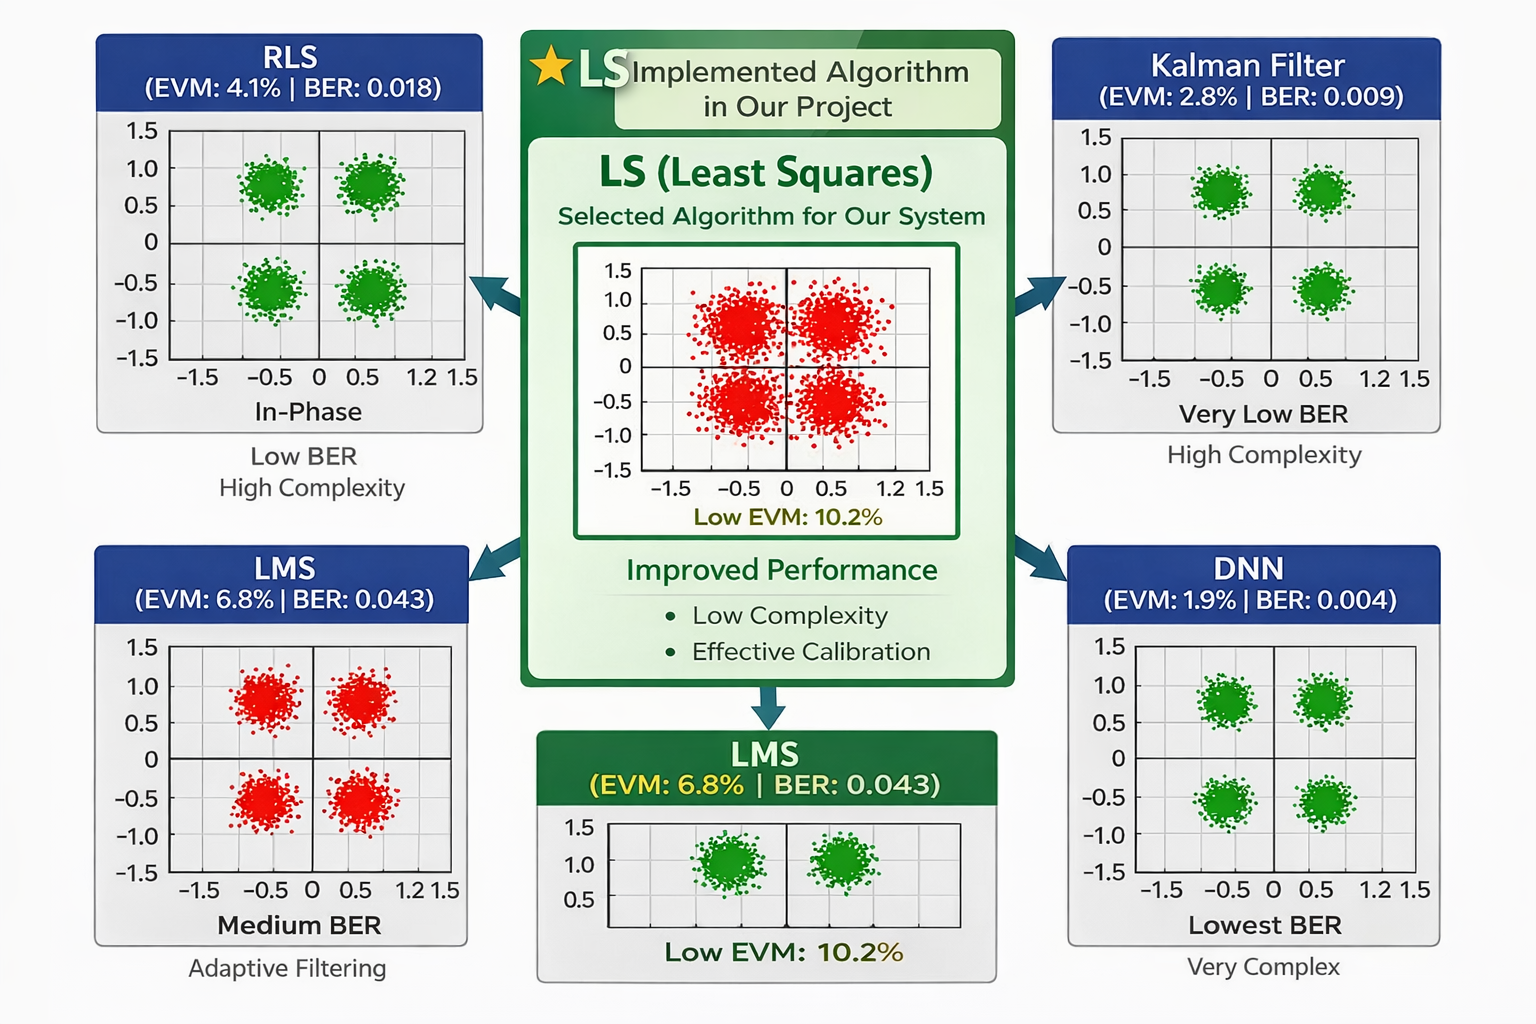 RLS
(EVM: 4.1% | BER: 0.018)
1.5
1.0
0.5
0
−0.5
−1.0
−1.5
−1.5 −0.5 0 0.5 1.2 1.5
In-Phase
Low BER
High Complexity
LS Implemented Algorithm
in Our Project
LS (Least Squares)
Selected Algorithm for Our System
1.5
1.0
0.5
0
−0.5
−1.0
−1.5
−1.5 −0.5 0 0.5 1.2 1.5
Low EVM: 10.2%
Improved Performance
• Low Complexity
• Effective Calibration
Kalman Filter
(EVM: 2.8% | BER: 0.009)
1.5
1.0
0.5
0
−0.5
−1.0
−1.5
−1.5 −0.5 0 0.5 1.2 1.5
Very Low BER
High Complexity
LMS
(EVM: 6.8% | BER: 0.043)
1.5
1.0
0.5
0
−0.5
−1.0
−1.5
−1.5 −0.5 0 0.5 1.2 1.5
Medium BER
Adaptive Filtering
LMS
(EVM: 6.8% | BER: 0.043)
1.5
1.0
0.5
Low EVM: 10.2%
DNN
(EVM: 1.9% | BER: 0.004)
1.5
1.0
0.5
0
−0.5
−1.0
−1.5
−1.5 −0.5 0 0.5 1.2 1.5
Lowest BER
Very Complex